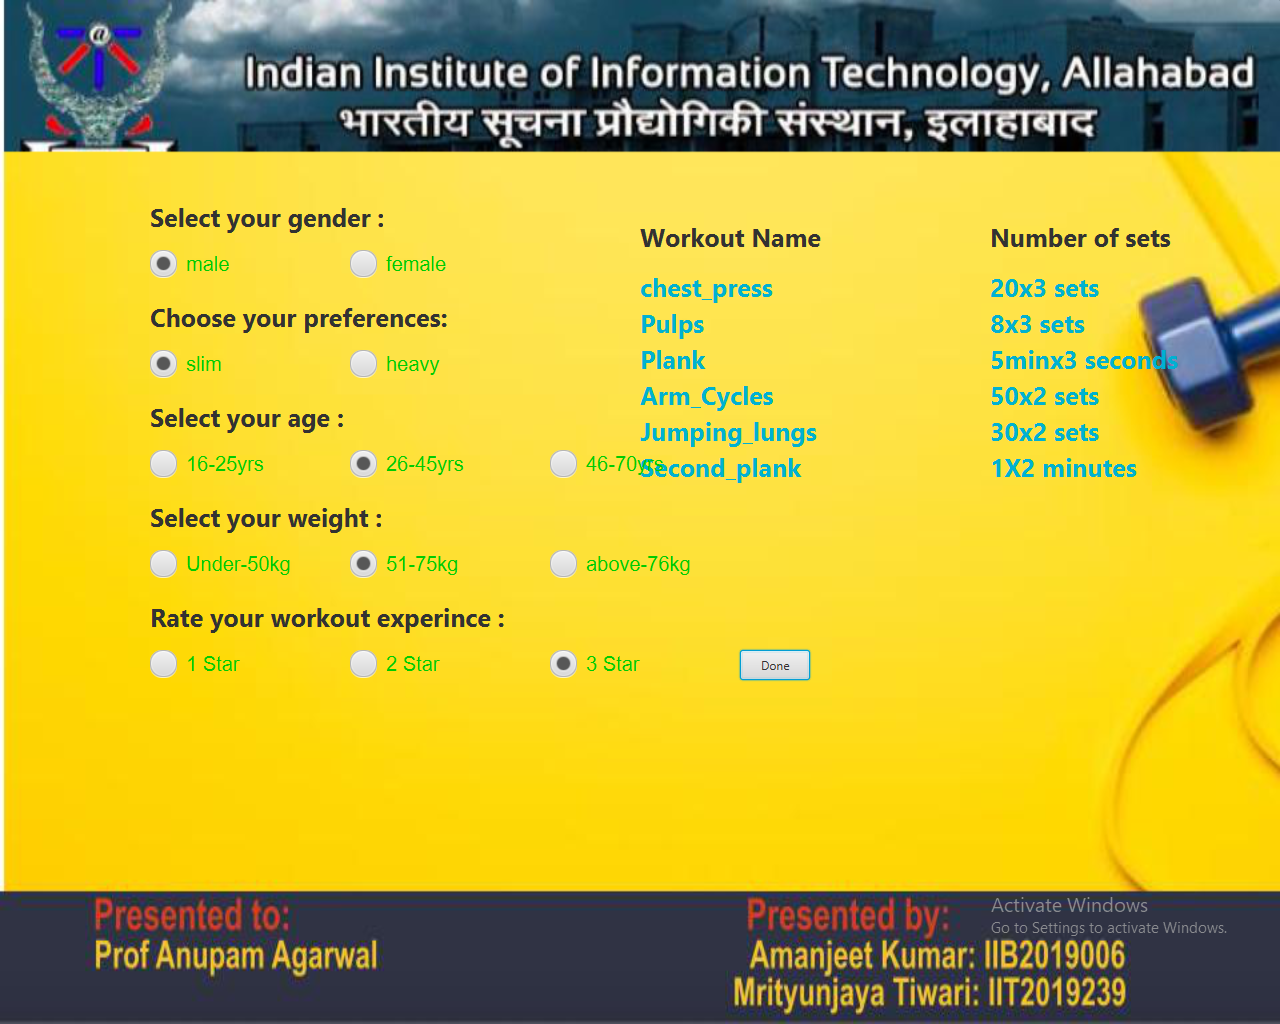 @
Indian Institute of Information Technology, Allahabad
भारतीय सूचना प्रौद्योगिकी संस्थान, इलाहाबाद
Select your gender :
male female
Choose your preferences:
slim heavy
Select your age :
16-25yrs 26-45yrs 46-70yrs
Select your weight :
Under-50kg 51-75kg above-76kg
Rate your workout experince :
1 Star 2 Star 3 Star Done
Workout Name Number of sets
chest_press 20x3 sets
Pulps 8x3 sets
Plank 5minx3 seconds
Arm_Cycles 50x2 sets
Jumping_lungs 30x2 sets
Second_plank 1X2 minutes
Presented to:
Prof Anupam Agarwal
Presented by:
Amanjeet Kumar: IIB2019006
Mrityunjaya Tiwari: IIT2019239
Activate Windows
Go to Settings to activate Windows.